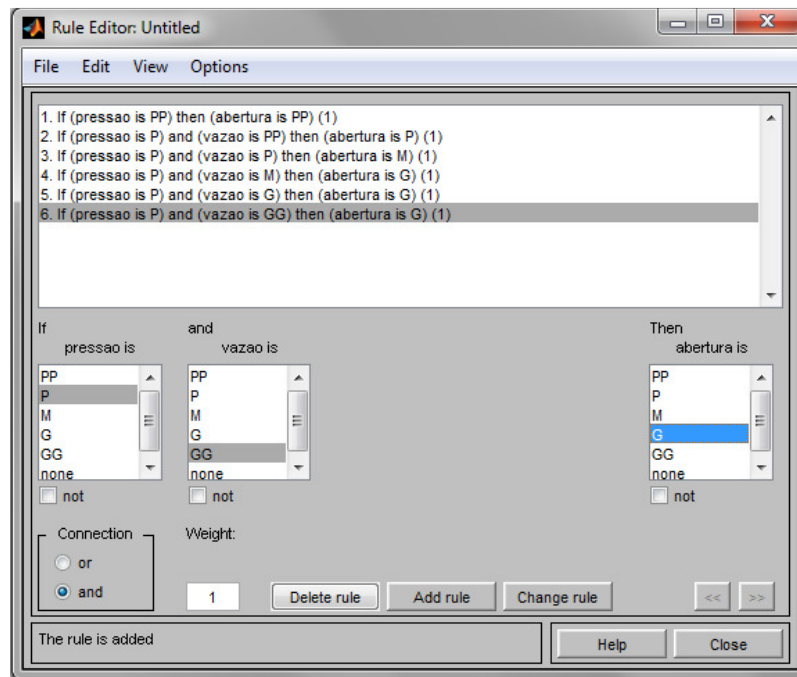 Rule Editor: Untitled
File Edit View Options
1. If (pressao is PP) then (abertura is PP) (1)
2. If (pressao is P) and (vazao is PP) then (abertura is P) (1)
3. If (pressao is P) and (vazao is P) then (abertura is M) (1)
4. If (pressao is P) and (vazao is M) then (abertura is G) (1)
5. If (pressao is P) and (vazao is G) then (abertura is G) (1)
6. If (pressao is P) and (vazao is GG) then (abertura is G) (1)
If and Then
pressao is vazao is abertura is
PP PP PP
P P P
M M M
G G G
GG GG GG
none none none
not not not
Connection Weight:
or
and 1 Delete rule Add rule Change rule << >>
The rule is added Help Close